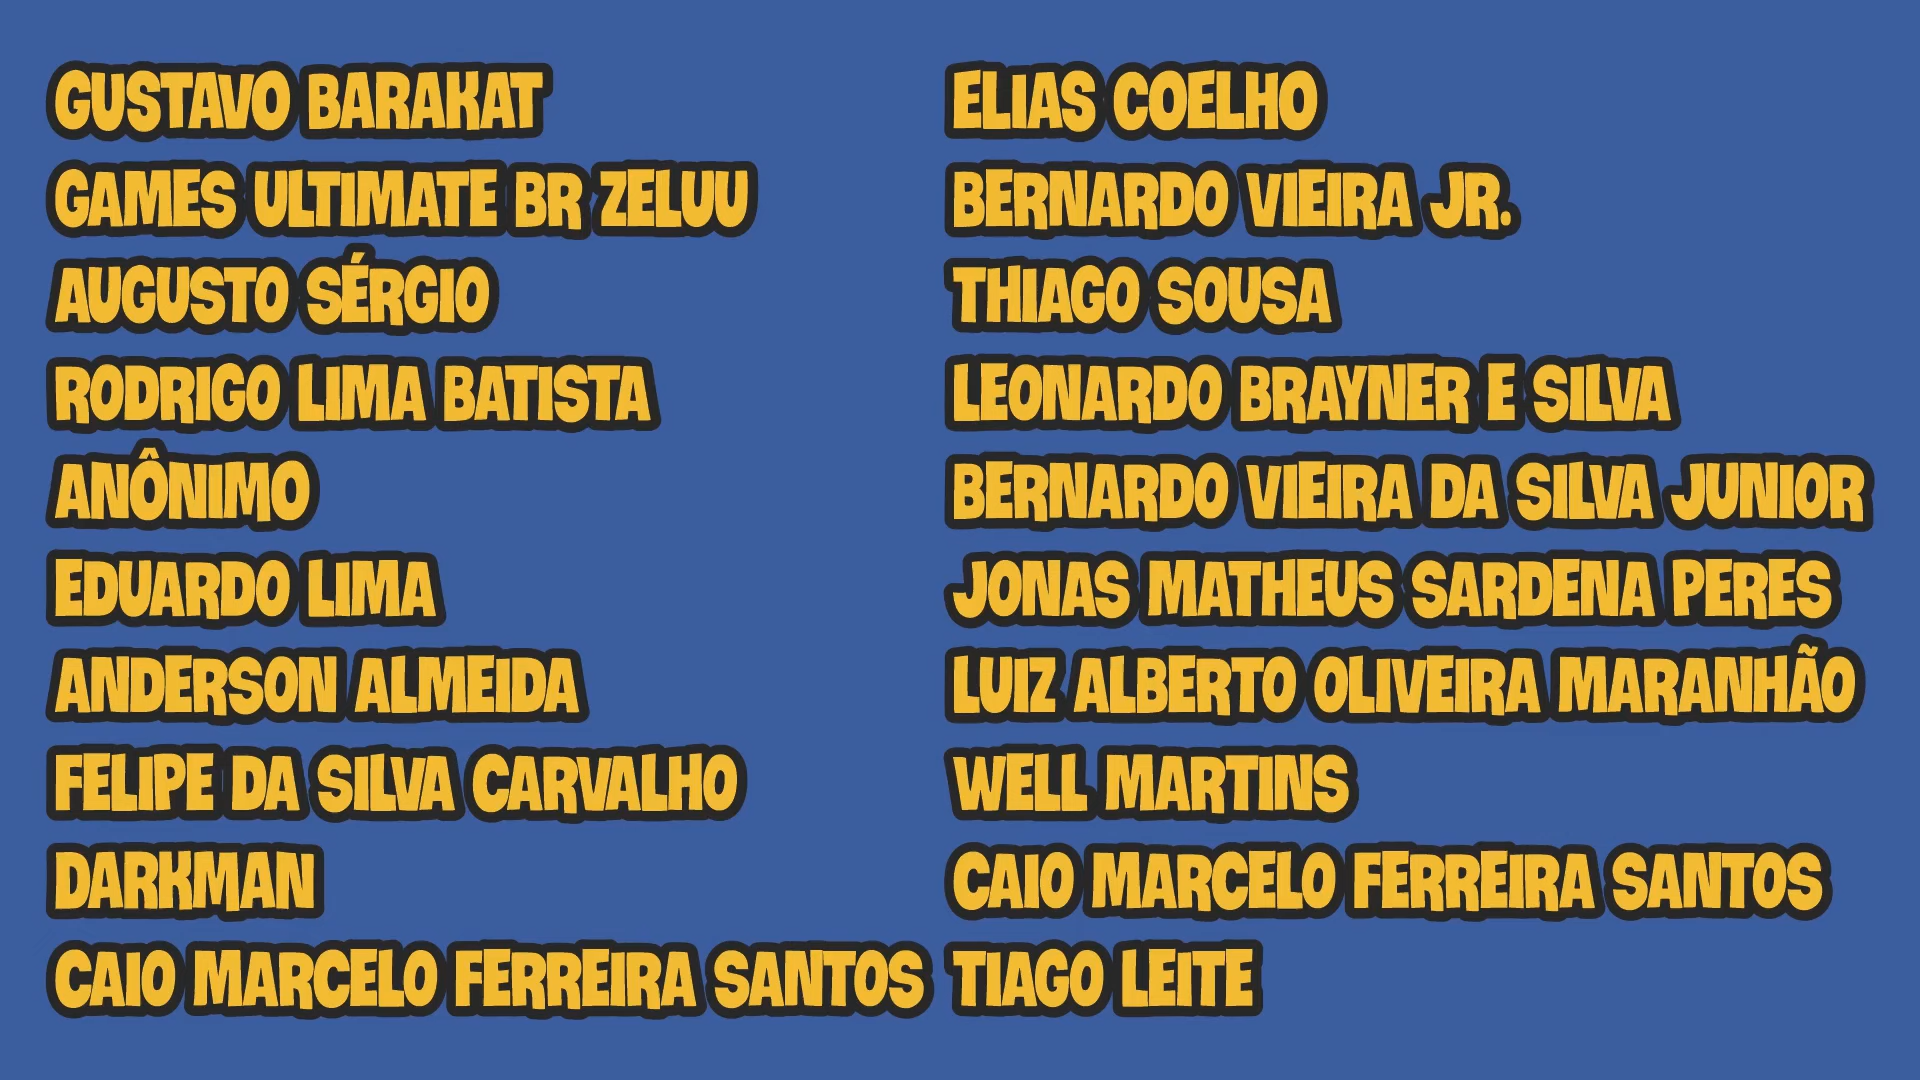 GUSTAVO BARAKAT
GAMES ULTIMATE BR ZELUU
AUGUSTO SÉRGIO
RODRIGO LIMA BATISTA
ANÔNIMO
EDUARDO LIMA
ANDERSON ALMEIDA
FELIPE DA SILVA CARVALHO
DARKMAN
CAIO MARCELO FERREIRA SANTOS
ELIAS COELHO
BERNARDO VIEIRA JR.
THIAGO SOUSA
LEONARDO BRAYNER E SILVA
BERNARDO VIEIRA DA SILVA JUNIOR
JONAS MATHEUS SARDENA PERES
LUIZ ALBERTO OLIVEIRA MARANHÃO
WELL MARTINS
CAIO MARCELO FERREIRA SANTOS
TIAGO LEITE